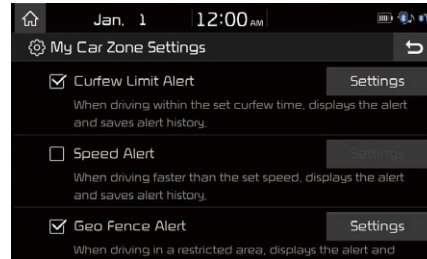 Jan. 1 12:00 AM
My Car Zone Settings
Curfew Limit Alert Settings
When driving within the set curfew time, displays the alert
and saves alert history.
Speed Alert Settings
When driving faster than the set speed, displays the alert
and saves alert history.
Geo Fence Alert Settings
When driving in a restricted area, displays the alert and